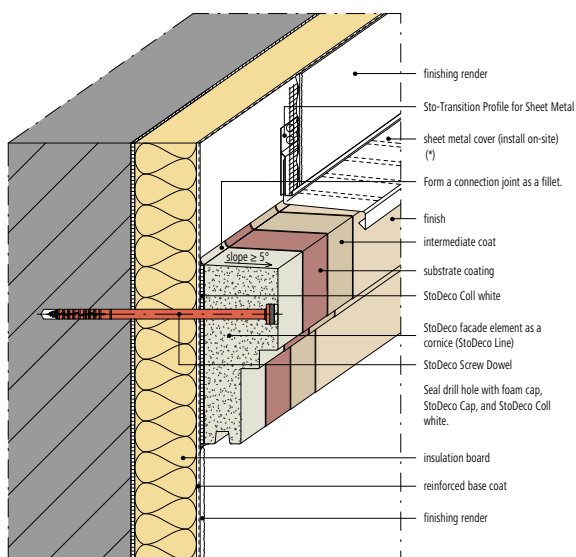 finishing render
Sto-Transition Profile for Sheet Metal
sheet metal cover (install on-site)
(*)
Form a connection joint as a fillet.
finish
intermediate coat
slope ≥ 5°
substrate coating
StoDeco Coll white
StoDeco facade element as a
cornice (StoDeco Line)
StoDeco Screw Dowel
Seal drill hole with foam cap,
StoDeco Cap, and StoDeco Coll
white.
insulation board
reinforced base coat
finishing render